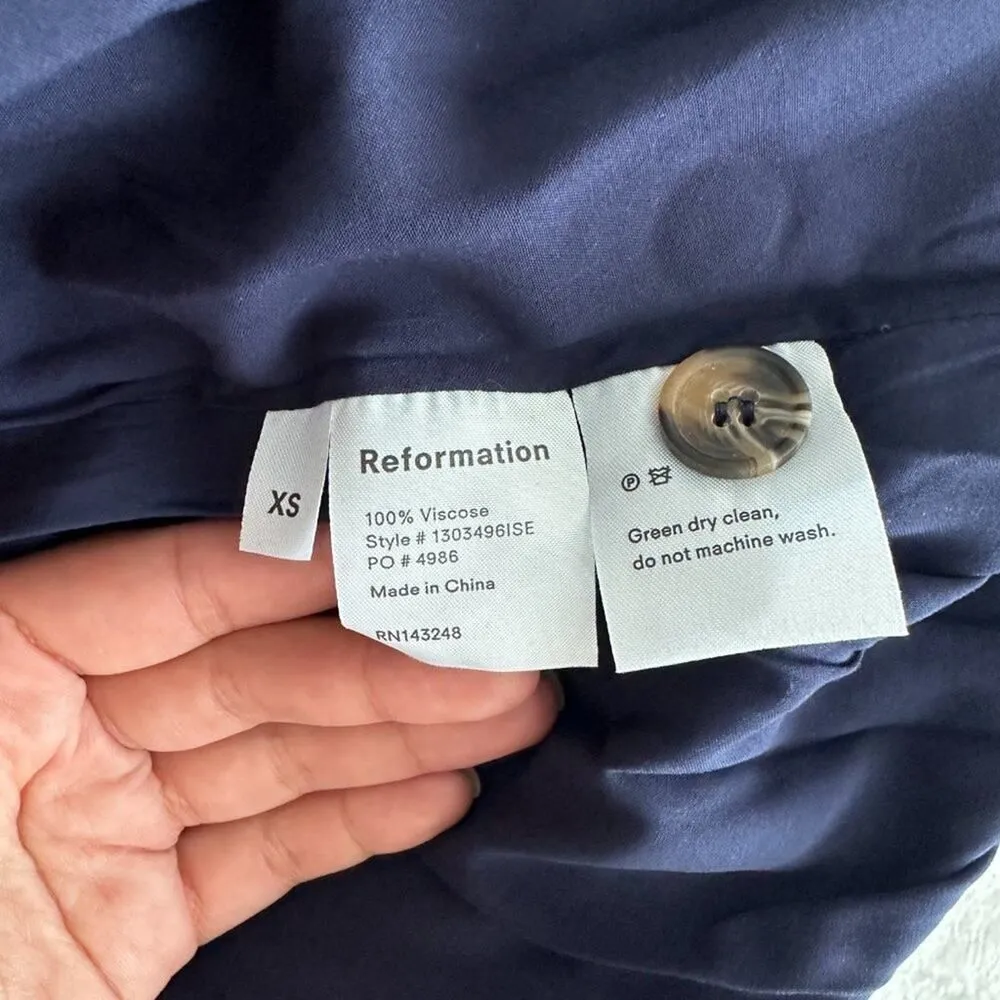 XS
Reformation
100% Viscose
Style # 1303496ISE
PO # 4986
Made in China
RN143248
P
Green dry clean,
do not machine wash.